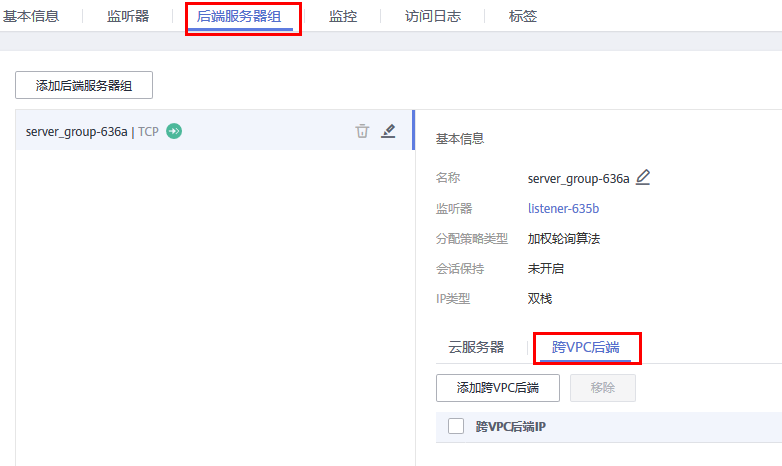 基本信息 监听器 后端服务器组 监控 访问日志 标签
添加后端服务器组
server_group-636a | TCP
基本信息
名称 server_group-636a
监听器 listener-635b
分配策略类型 加权轮询算法
会话保持 未开启
IP类型 双栈
云服务器 跨VPC后端
添加跨VPC后端 移除
跨VPC后端IP